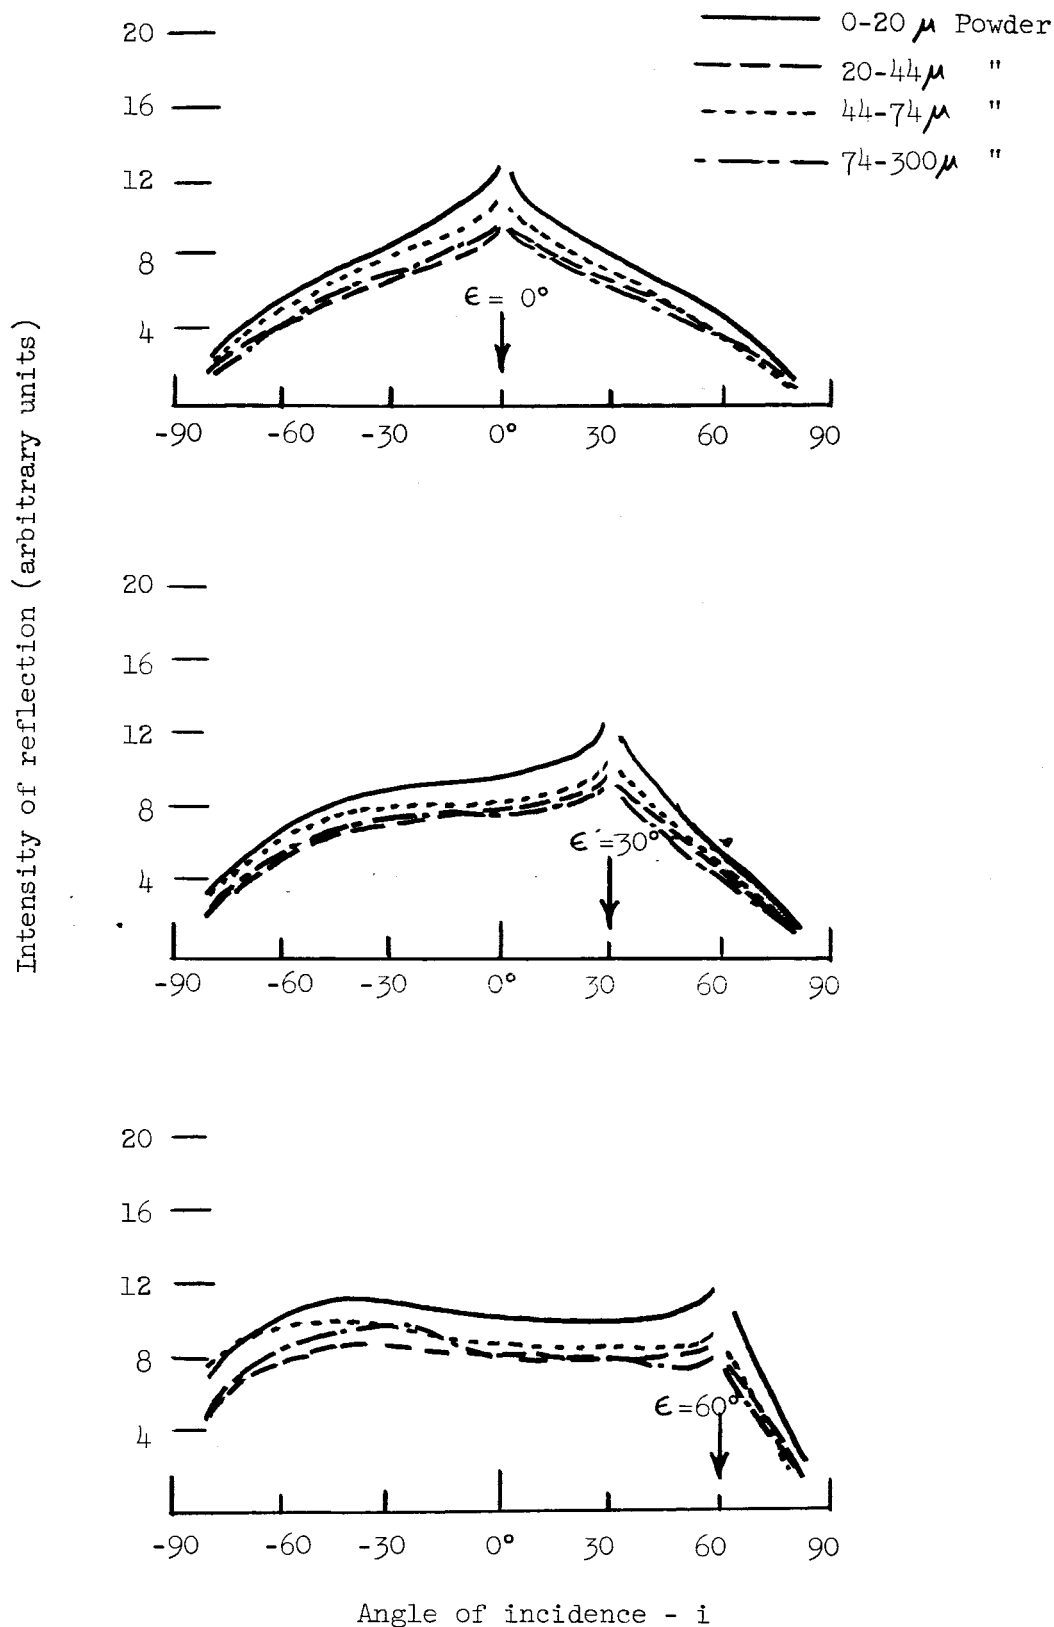 0-20 μ Powder
20-44μ "
44-74μ "
74-300μ "
Intensity of reflection (arbitrary units)
20
16
12
8
4
ϵ = 0°
-90 -60 -30 0° 30 60 90
20
16
12
8
4
ϵ =30°
-90 -60 -30 0° 30 60 90
20
16
12
8
4
ϵ =60°
-90 -60 -30 0° 30 60 90
Angle of incidence - i